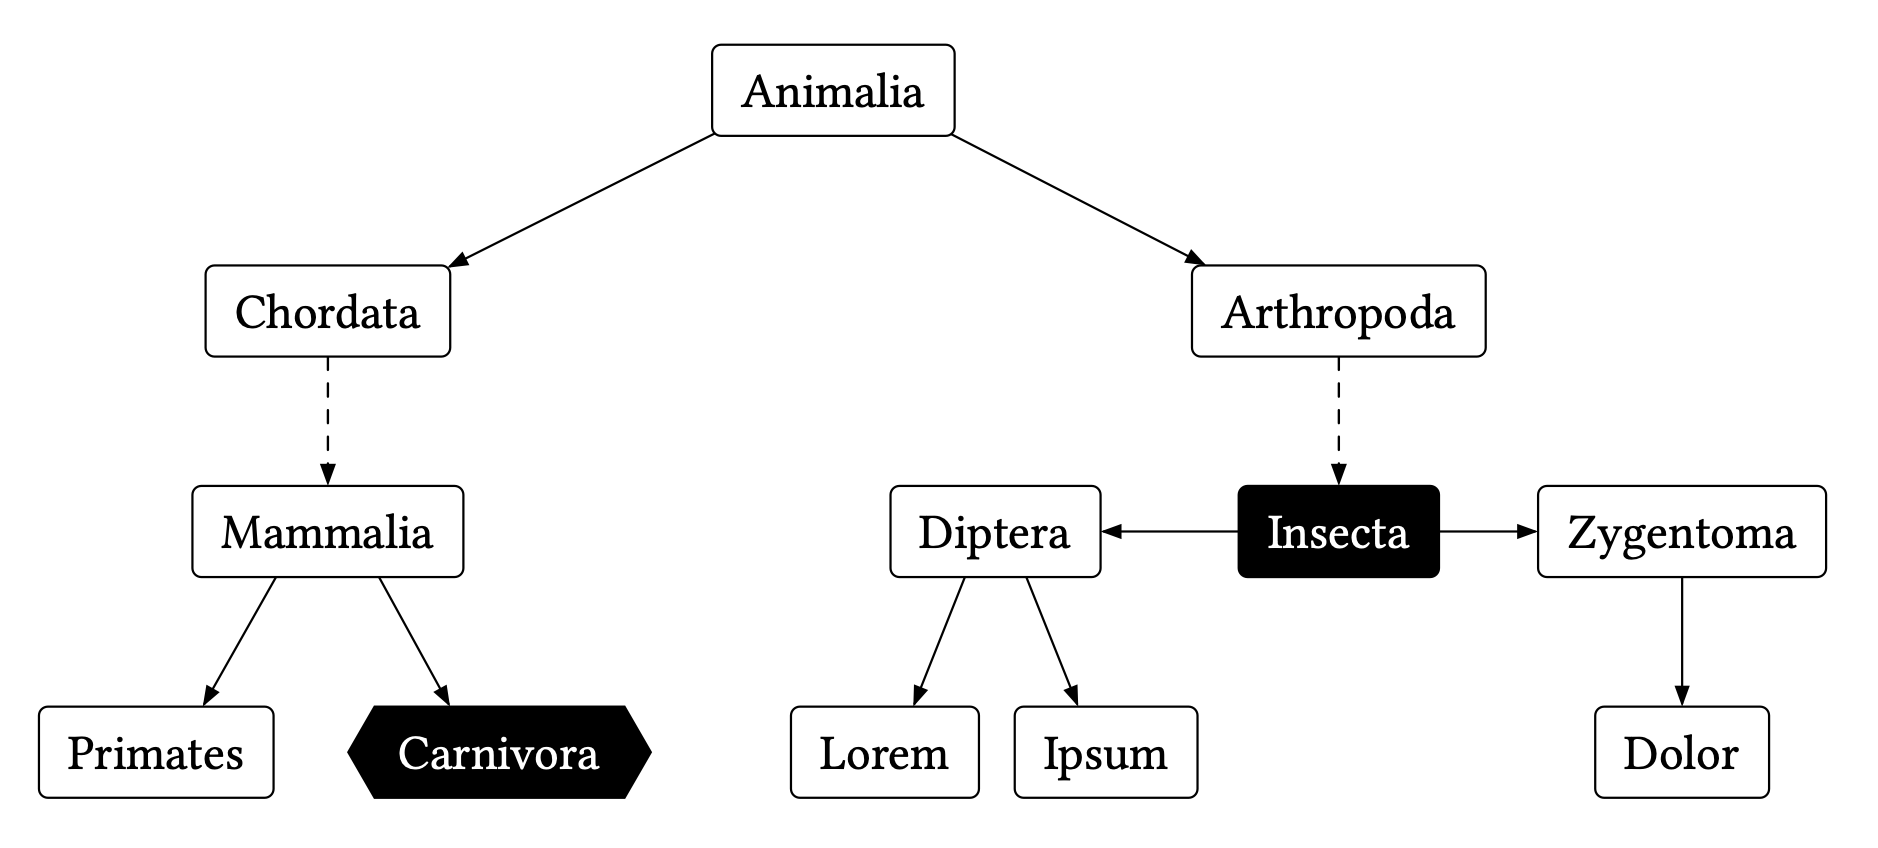 Animalia
Chordata
Arthropoda
Mammalia
Diptera
Insecta
Zygentoma
Primates
Carnivora
Lorem
Ipsum
Dolor